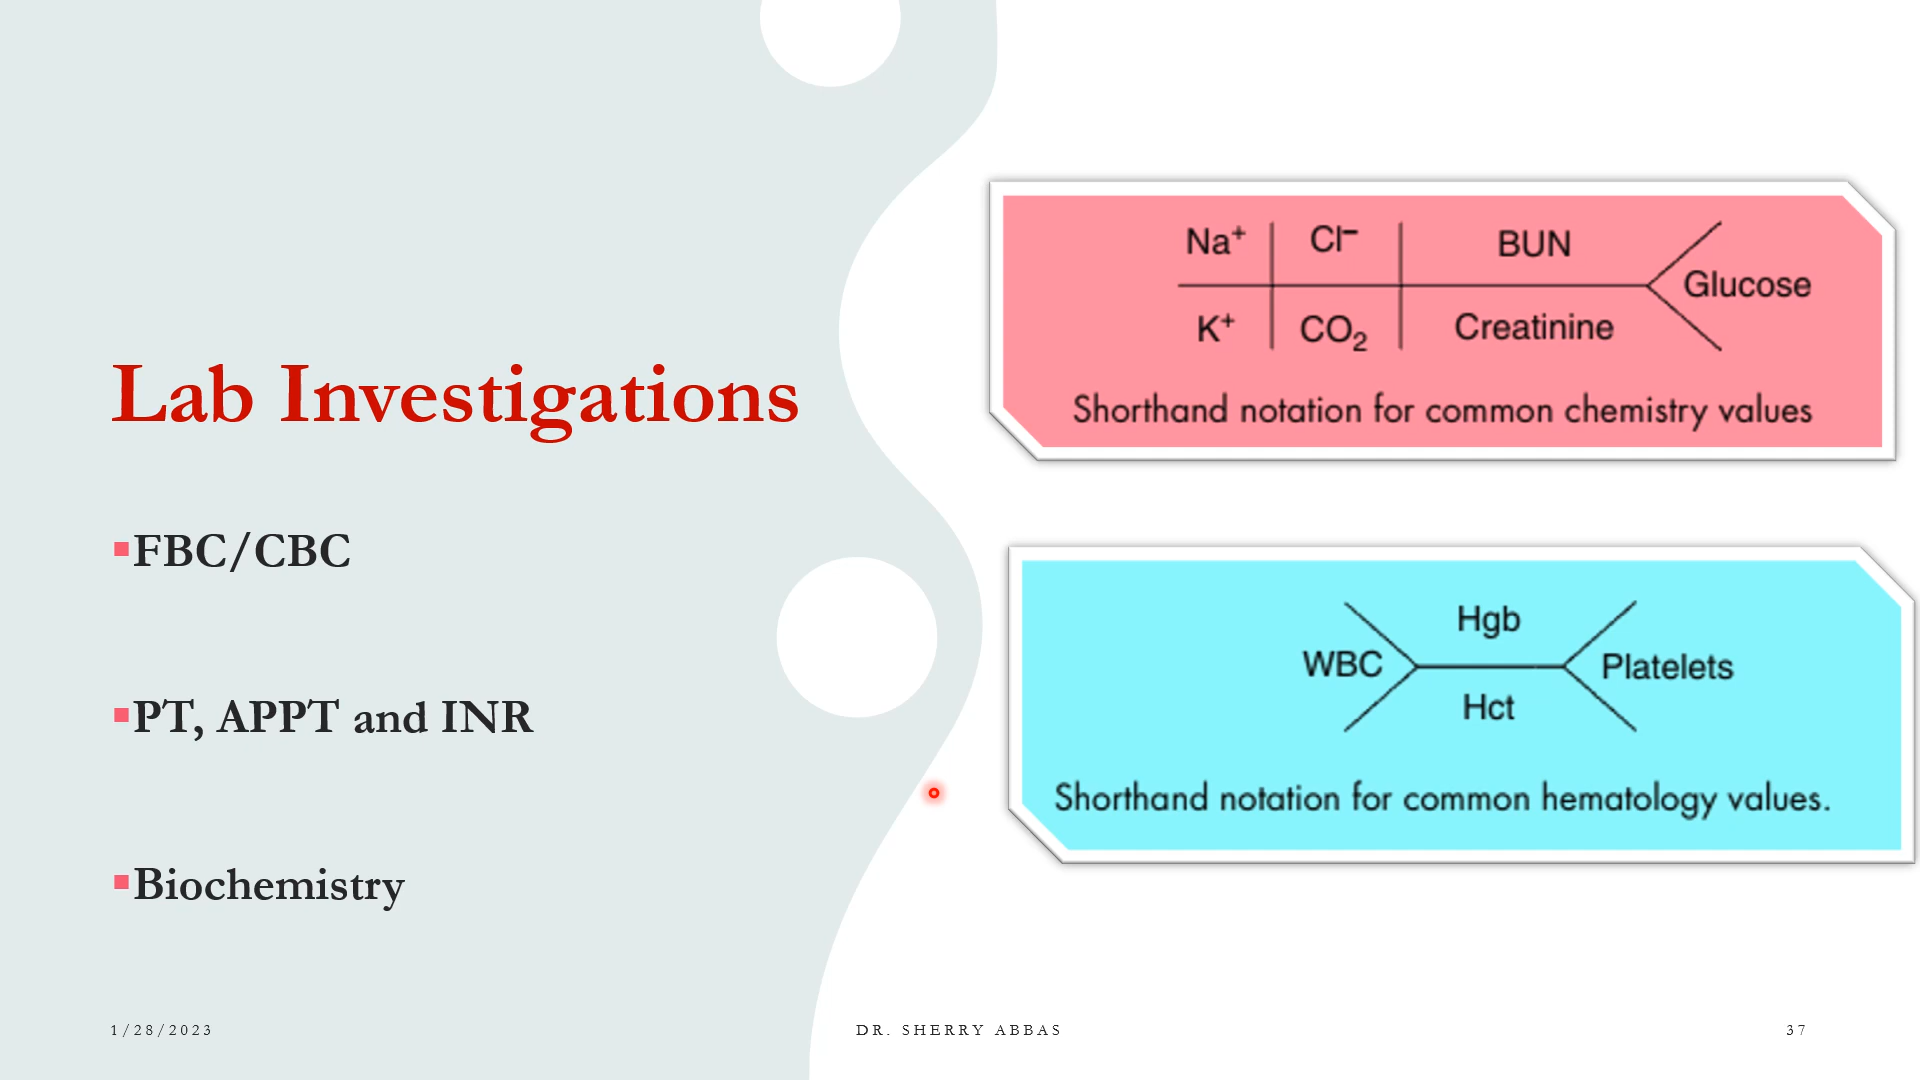 Lab Investigations
▪FBC/CBC
▪PT, APPT and INR
▪Biochemistry
Na⁺ Cl⁻ BUN
Glucose
K⁺ CO₂ Creatinine
Shorthand notation for common chemistry values
Hgb
WBC Platelets
Hct
Shorthand notation for common hematology values.
1/28/2023 DR. SHERRY ABBAS 37